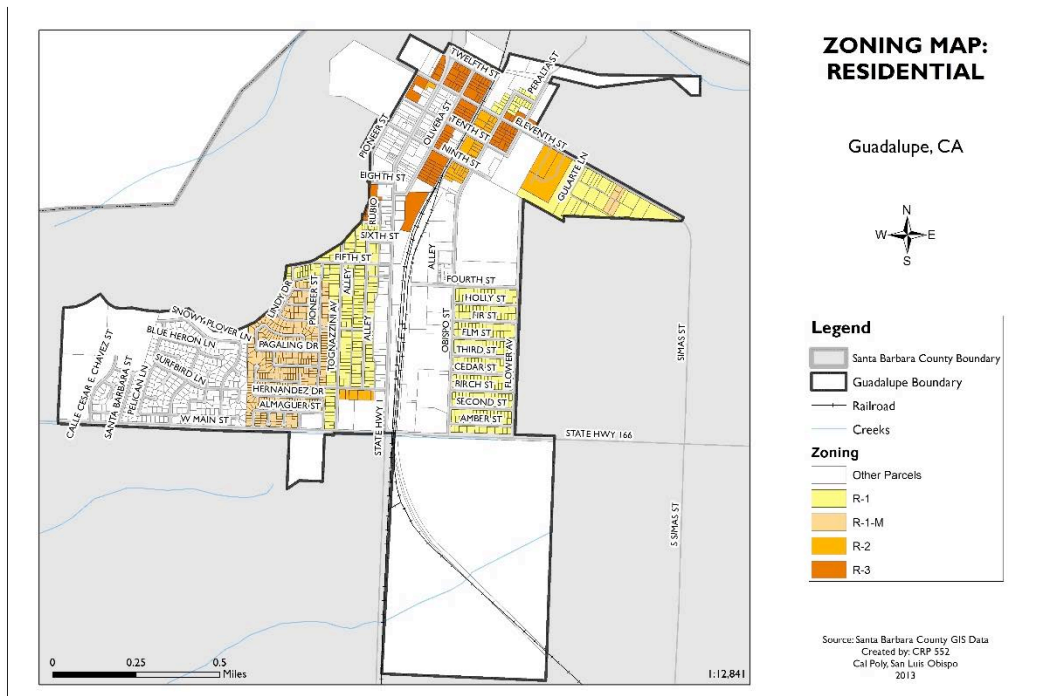 ZONING MAP:
RESIDENTIAL
Guadalupe, CA
N
W
E
S
TWELFTH ST
PERALTA ST
OLIVERA ST
PIONEER ST
TENTH ST
ELEVENTH ST
NINTH ST
GULARTE LN
EIGHTH ST
RUBIO
SIXTH ST
FIFTH ST
ALLEY
ALLEY
ALLEY
FOURTH ST
LINDY DR
PIONEER ST
HOLLY ST
FIR ST
SNOWY PLOVER LN
BLUE HERON LN
PAGALING DR
TOGNAZZINI AV
OBISPO ST
FLM ST
THIRD ST
FLOWER AV
SIMAS ST
SURFBIRD LN
CEDAR ST
CALLE CESAR E CHAVEZ ST
SANTA BARBARA ST
PELICAN LN
HERNANDEZ DR
RIRCH ST
ALMAGUER ST
SECOND ST
W MAIN ST
AMBER ST
STATE HWY
STATE HWY 166
S SIMAS ST
Legend
Santa Barbara County Boundary
Guadalupe Boundary
Railroad
Creeks
Zoning
Other Parcels
R-1
R-1-M
R-2
R-3
0 0.25 0.5
Miles
1:12,841
Source: Santa Barbara County GIS Data
Created by: CRP 552
Cal Poly, San Luis Obispo
2013